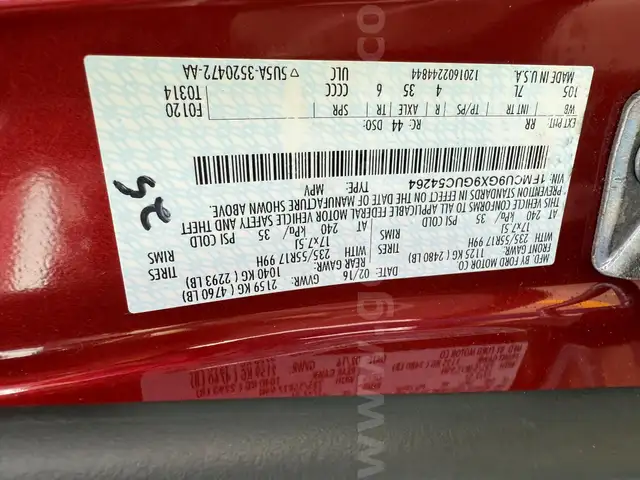 MFD. BY FORD MOTOR CO.
DATE: 02/16
GVWR: 2159 KG ( 4760 LB)
FRONT GAWR: 1125 KG ( 2480 LB)
REAR GAWR: 1040 KG ( 2293 LB)
WITH 235/55R17 99H TIRES
WITH 235/55R17 99H TIRES
17x7.5J RIMS
17x7.5J RIMS
AT 240 kPa/ 35 PSI COLD
AT 240 kPa/ 35 PSI COLD
THIS VEHICLE CONFORMS TO ALL APPLICABLE FEDERAL MOTOR VEHICLE SAFETY AND THEFT
PREVENTION STANDARDS IN EFFECT ON THE DATE OF MANUFACTURE SHOWN ABOVE.
VIN: 1FMCU9GX9GUC54264
TYPE: MPV
EXT PNT: RR RC: 44 DSO:
F0120
T0314
WB INT TR TP/PS R AXLE TR SPR
105 7L 4 35 6 CCCC
MADE IN U.S.A. ULC
120160224844
▽5U5A-3520472-AA